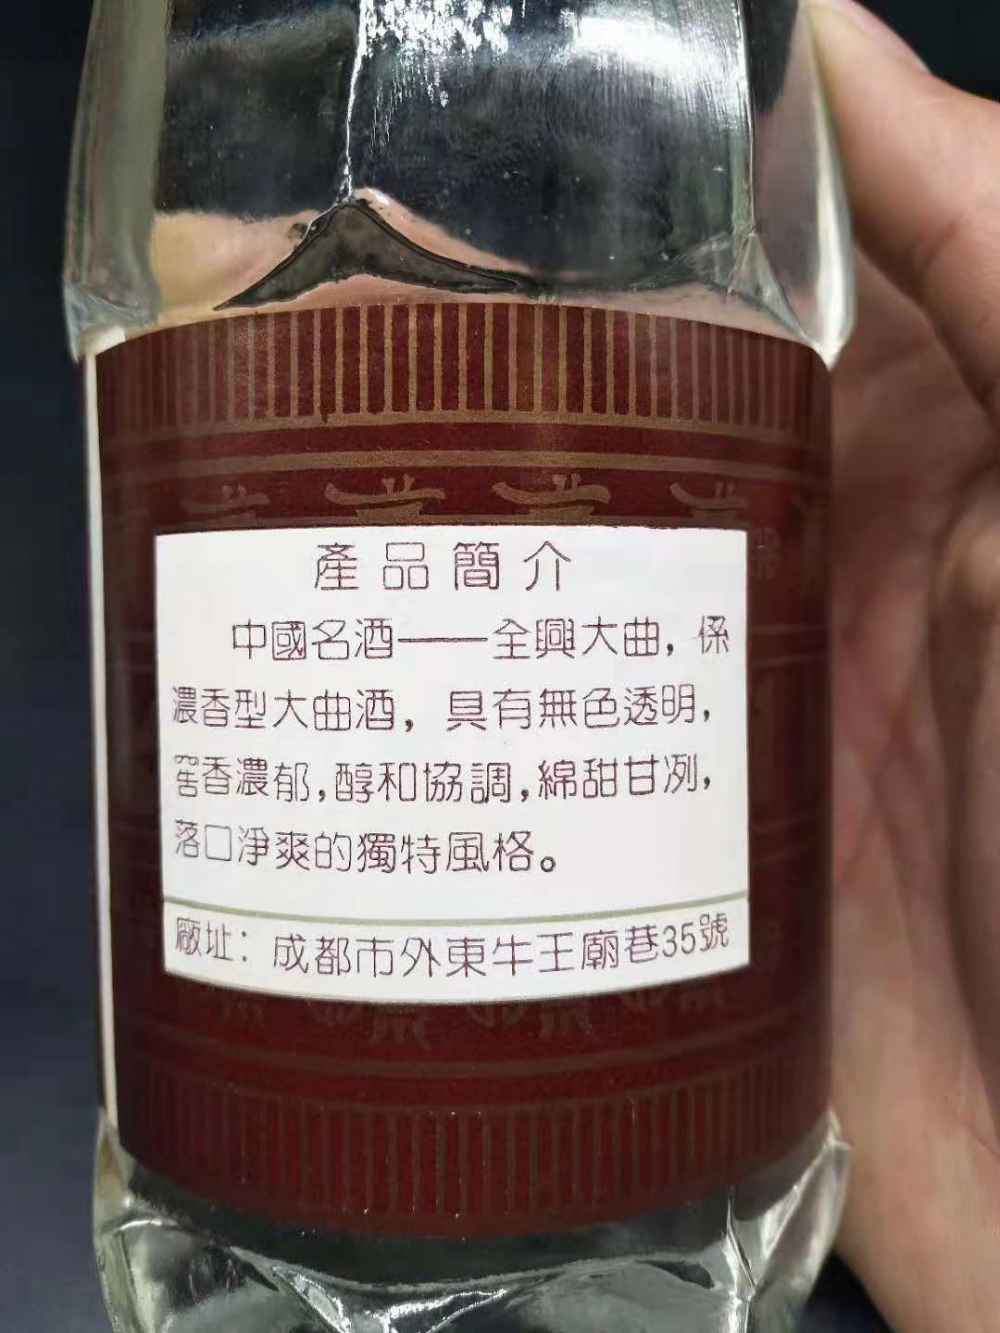 產品簡介
中國名酒——全興大曲，係
濃香型大曲酒，具有無色透明，
窖香濃郁，醇和協調，綿甜甘冽，
落口淨爽的獨特風格。
廠址：成都市外東牛王廟巷35號